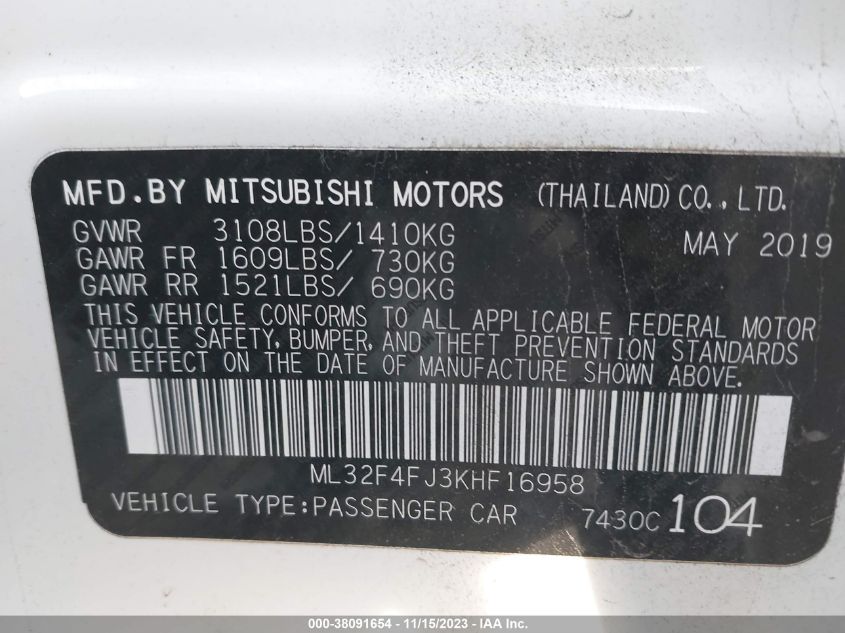 MFD.BY MITSUBISHI MOTORS (THAILAND) CO., LTD.
GVWR 3108LBS/1410KG MAY 2019
GAWR FR 1609LBS/ 730KG
GAWR RR 1521LBS/ 690KG
THIS VEHICLE CONFORMS TO ALL APPLICABLE FEDERAL MOTOR
VEHICLE SAFETY, BUMPER, AND THEFT PREVENTION STANDARDS
IN EFFECT ON THE DATE OF MANUFACTURE SHOWN ABOVE.
ML32F4FJ3KHF16958
VEHICLE TYPE:PASSENGER CAR 7430C 104
000-38091654 - 11/15/2023 - IAAI.COM